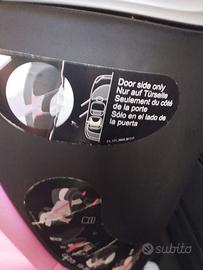 Door side only
Nur auf Türseite
Seulement du côté
de la porte
Sólo en el lado de
la puerta
subito